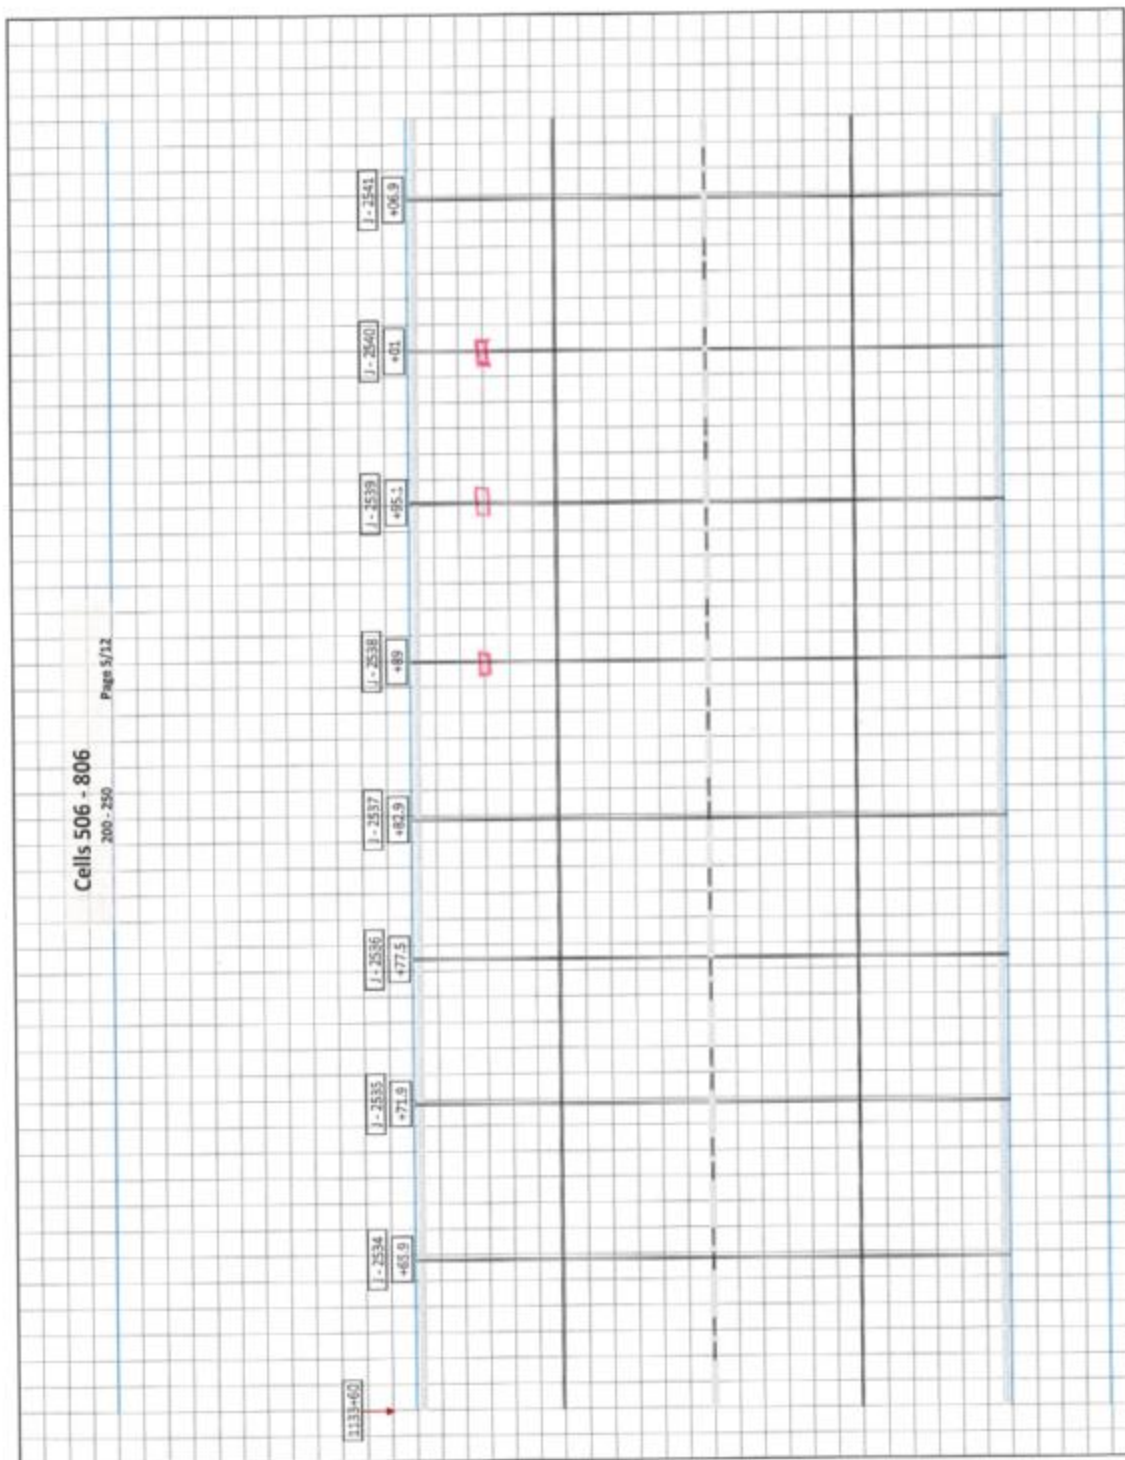 Cells 506 - 806
200 - 250 Page 5/12
1133+60
J - 2534
+65.9
J - 2535
+71.9
J - 2536
+77.5
J - 2537
+82.9
J - 2538
+89
J - 2539
+95.1
J - 2540
+01
J - 2541
+06.9